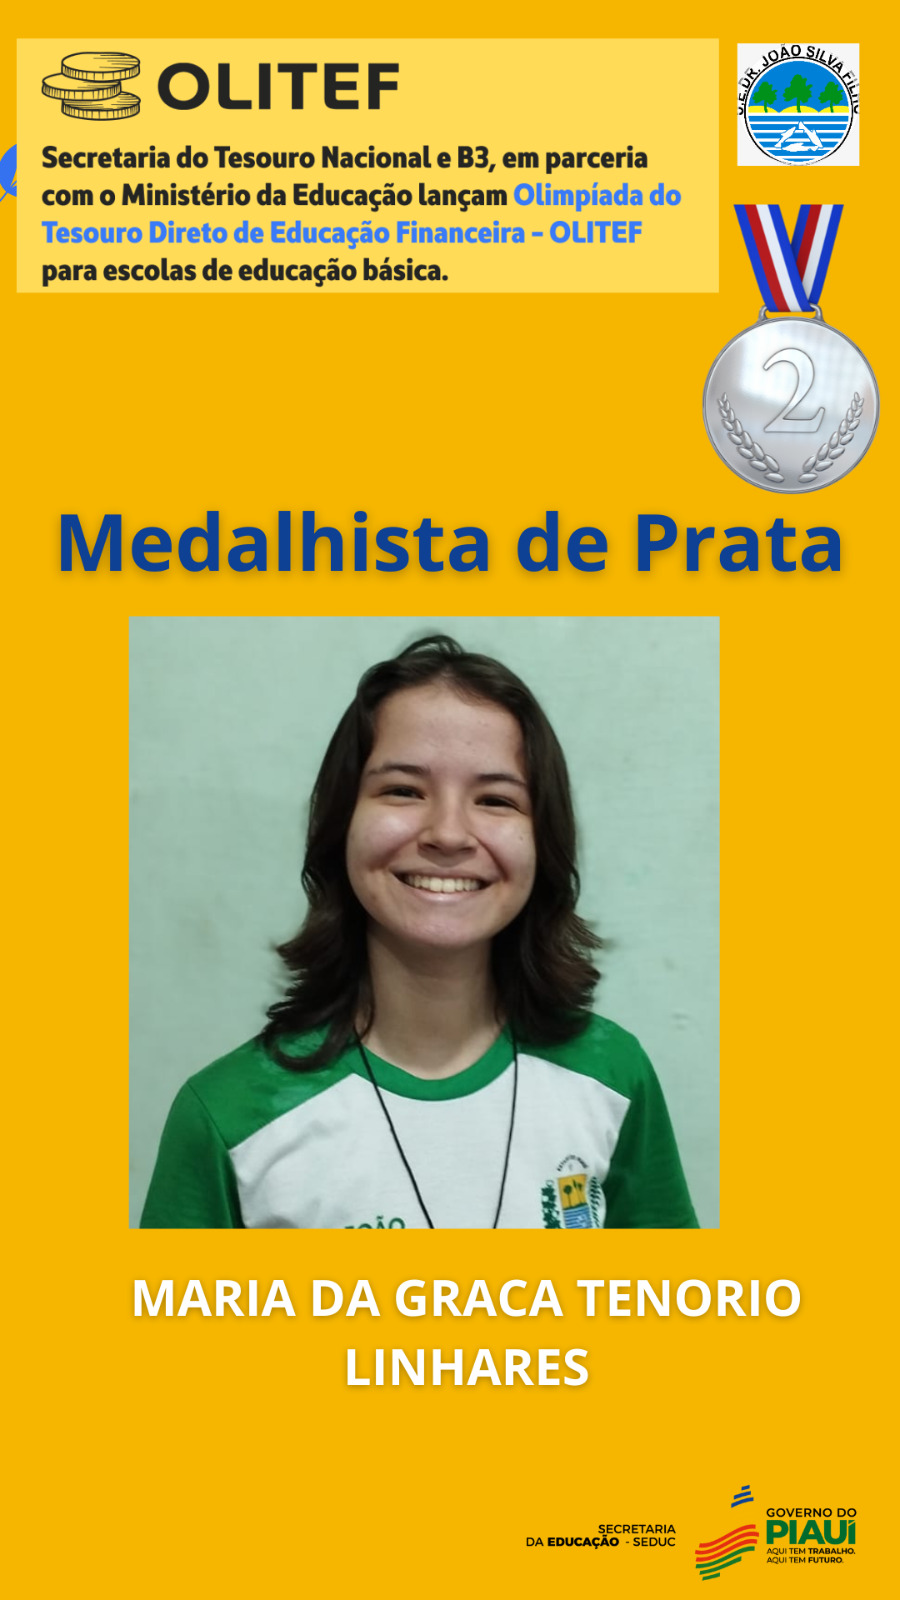 OLITEF
U.E.DR. JOÃO SILVA FILHO
Secretaria do Tesouro Nacional e B3, em parceria
com o Ministério da Educação lançam Olimpíada do
Tesouro Direto de Educação Financeira - OLITEF
para escolas de educação básica.
2
Medalhista de Prata
JOÃO
MARIA DA GRACA TENORIO
LINHARES
SECRETARIA
DA EDUCAÇÃO - SEDUC
GOVERNO DO
PIAUÍ
AQUI TEM TRABALHO.
AQUI TEM FUTURO.